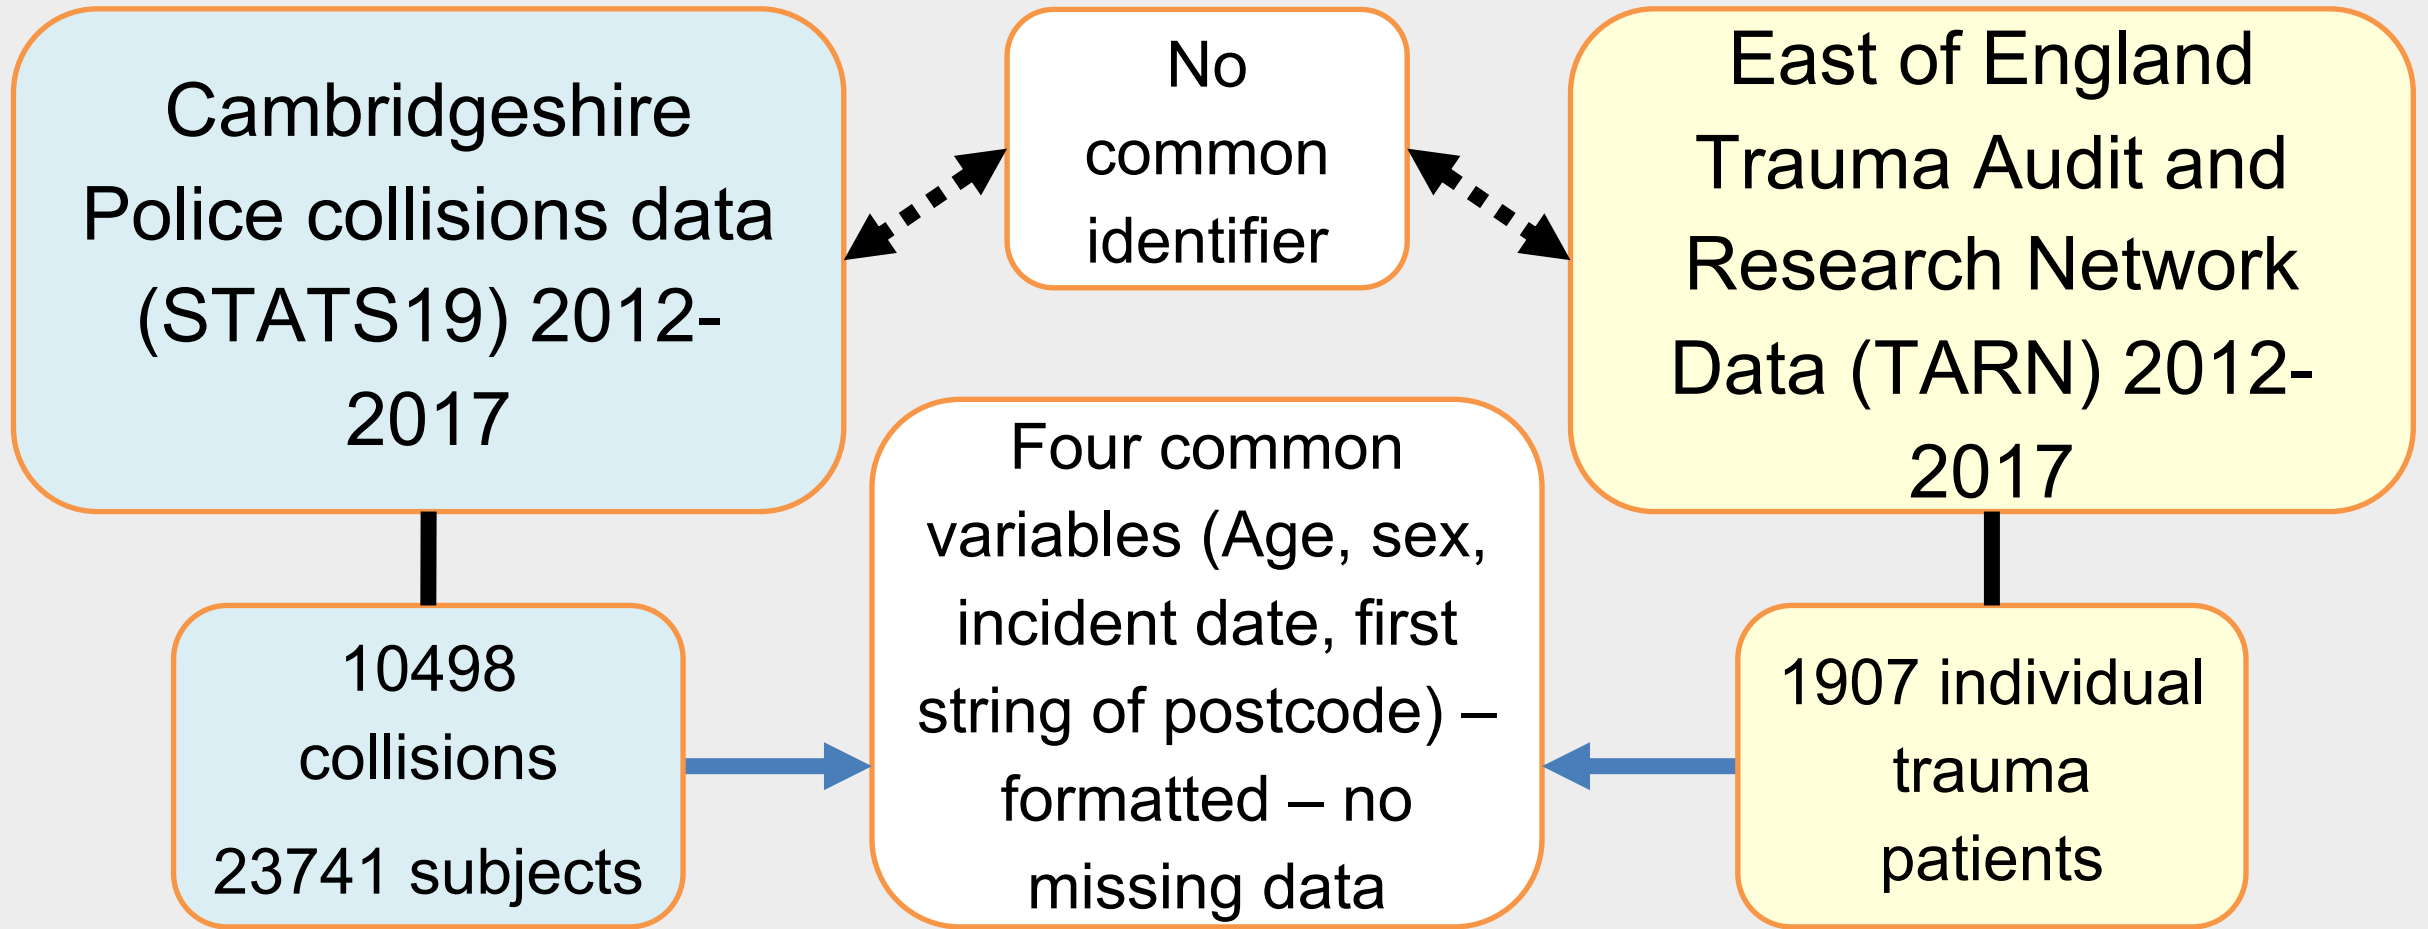 Cambridgeshire
Police collisions data
(STATS19) 2012-
2017
No
common
identifier
East of England
Trauma Audit and
Research Network
Data (TARN) 2012-
2017
10498
collisions
23741 subjects
Four common
variables (Age, sex,
incident date, first
string of postcode) –
formatted – no
missing data
1907 individual
trauma
patients